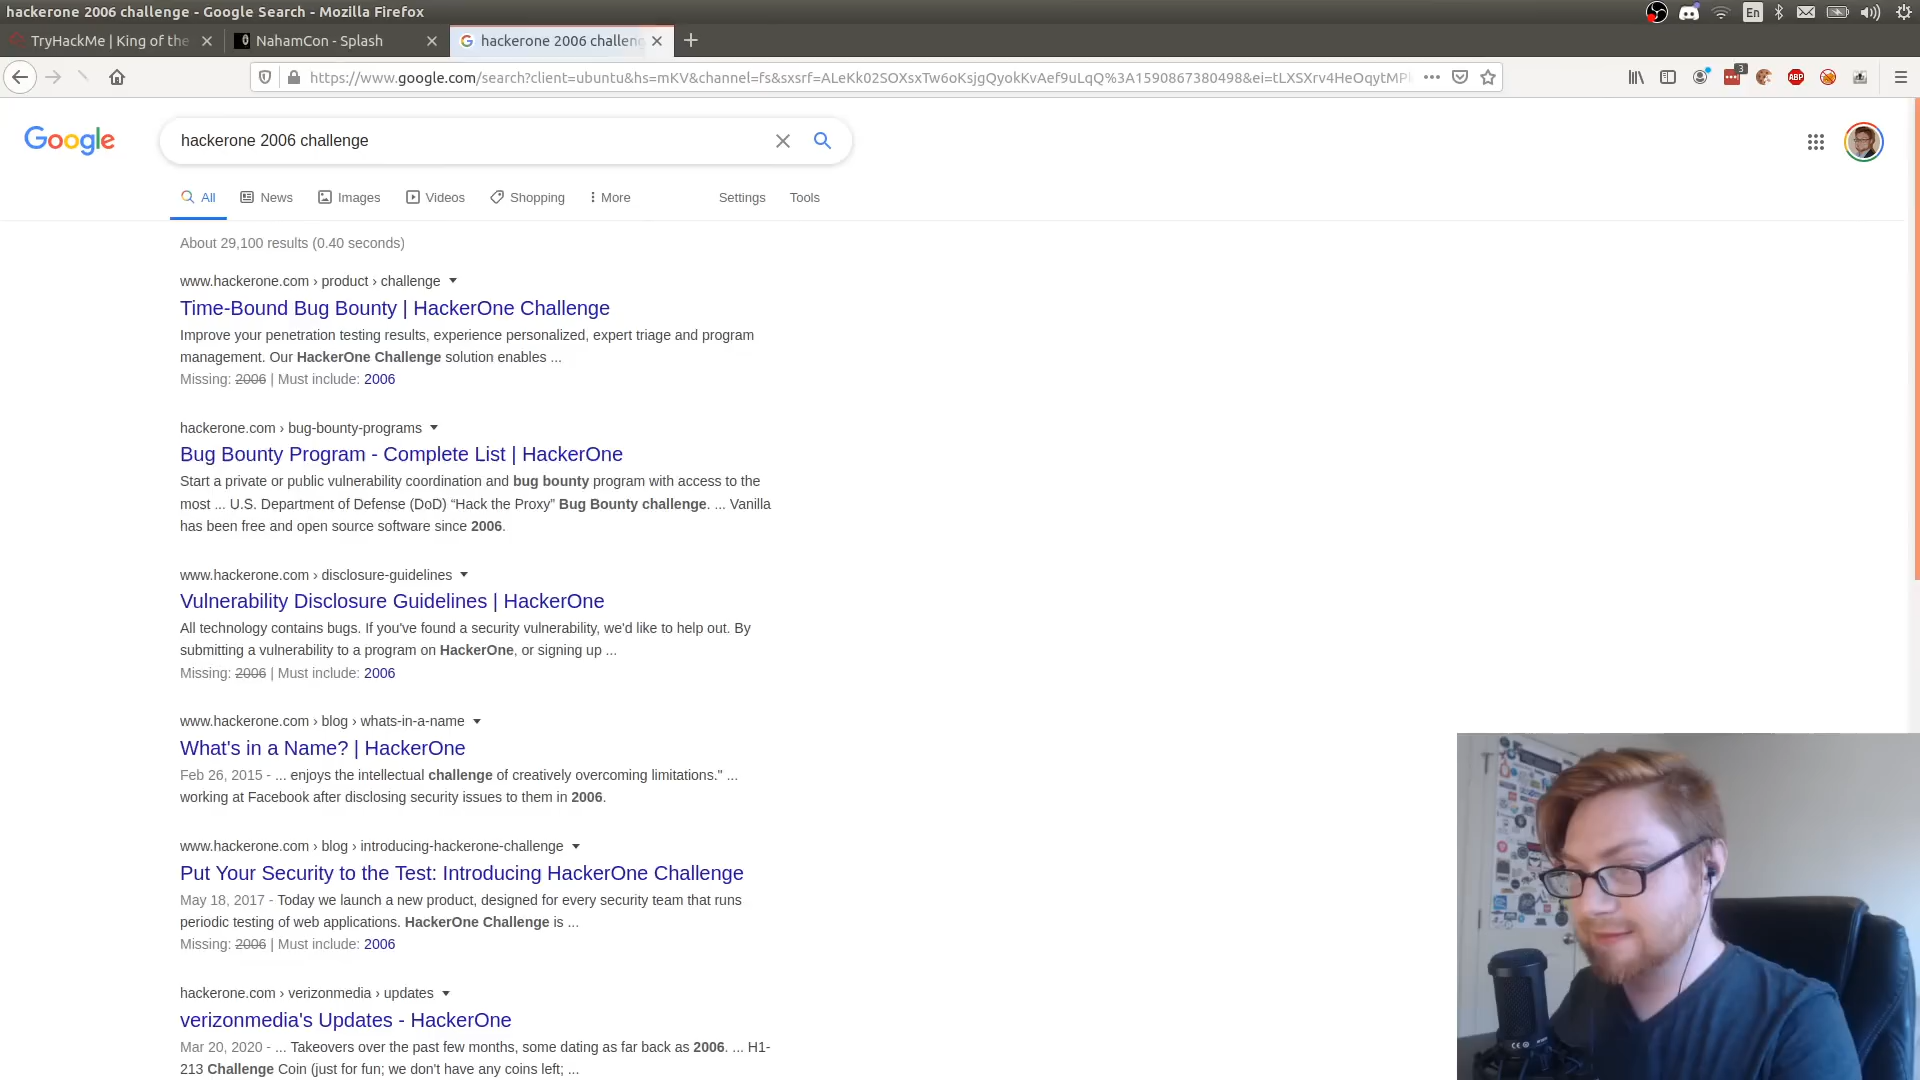 hackerone 2006 challenge - Google Search - Mozilla Firefox
En
TryHackMe | King of the
NahamCon - Splash
hackerone 2006 challeng
https://www.google.com/search?client=ubuntu&hs=mKV&channel=fs&sxsrf=ALeKk02SOXsxTw6oKsjgQyokKvAef9uLqQ%3A1590867380498&ei=tLXSXrv4HeOqytMP
3
ABP
Google
hackerone 2006 challenge
All
News
Images
Videos
Shopping
More
Settings
Tools
About 29,100 results (0.40 seconds)
www.hackerone.com › product › challenge
Time-Bound Bug Bounty | HackerOne Challenge
Improve your penetration testing results, experience personalized, expert triage and program
management. Our HackerOne Challenge solution enables ...
Missing: 2006 | Must include: 2006
hackerone.com › bug-bounty-programs
Bug Bounty Program - Complete List | HackerOne
Start a private or public vulnerability coordination and bug bounty program with access to the
most ... U.S. Department of Defense (DoD) “Hack the Proxy” Bug Bounty challenge. ... Vanilla
has been free and open source software since 2006.
www.hackerone.com › disclosure-guidelines
Vulnerability Disclosure Guidelines | HackerOne
All technology contains bugs. If you've found a security vulnerability, we'd like to help out. By
submitting a vulnerability to a program on HackerOne, or signing up ...
Missing: 2006 | Must include: 2006
www.hackerone.com › blog › whats-in-a-name
What's in a Name? | HackerOne
Feb 26, 2015 - ... enjoys the intellectual challenge of creatively overcoming limitations." ...
working at Facebook after disclosing security issues to them in 2006.
www.hackerone.com › blog › introducing-hackerone-challenge
Put Your Security to the Test: Introducing HackerOne Challenge
May 18, 2017 - Today we launch a new product, designed for every security team that runs
periodic testing of web applications. HackerOne Challenge is ...
Missing: 2006 | Must include: 2006
hackerone.com › verizonmedia › updates
verizonmedia's Updates - HackerOne
Mar 20, 2020 - ... Takeovers over the past few months, some dating as far back as 2006. ... H1-
213 Challenge Coin (just for fun; we don't have any coins left; ...